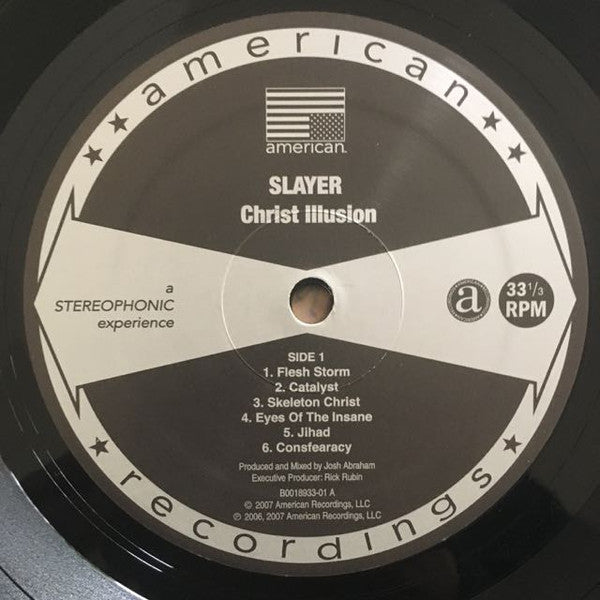 american
american.
SLAYER
Christ Illusion
a
STEREOPHONIC
experience
a
33 1/3
RPM
SIDE 1
1. Flesh Storm
2. Catalyst
3. Skeleton Christ
4. Eyes Of The Insane
5. Jihad
6. Consfearacy
Produced and Mixed by Josh Abraham
Executive Producer: Rick Rubin
B0018933-01 A
© 2007 American Recordings, LLC
℗ 2006, 2007 American Recordings, LLC
recordings